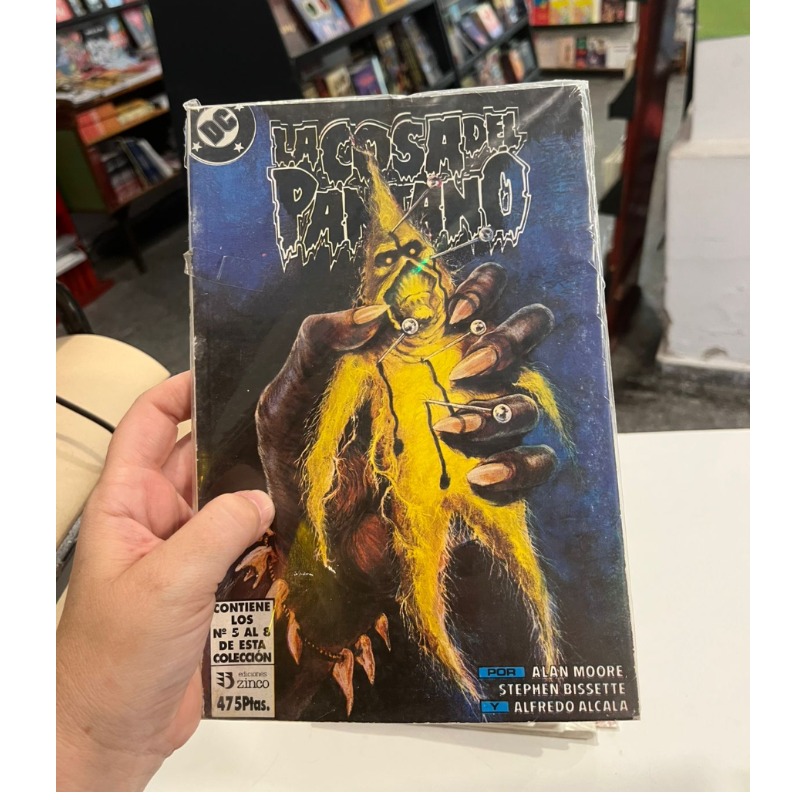 DC
LA COSA DEL
PANTANO
CONTIENE
LOS
Nº 5 AL 8
DE ESTA
COLECCIÓN
ediciones
zinco
475Ptas.
POR ALAN MOORE,
STEPHEN BISSETTE
Y ALFREDO ALCALA